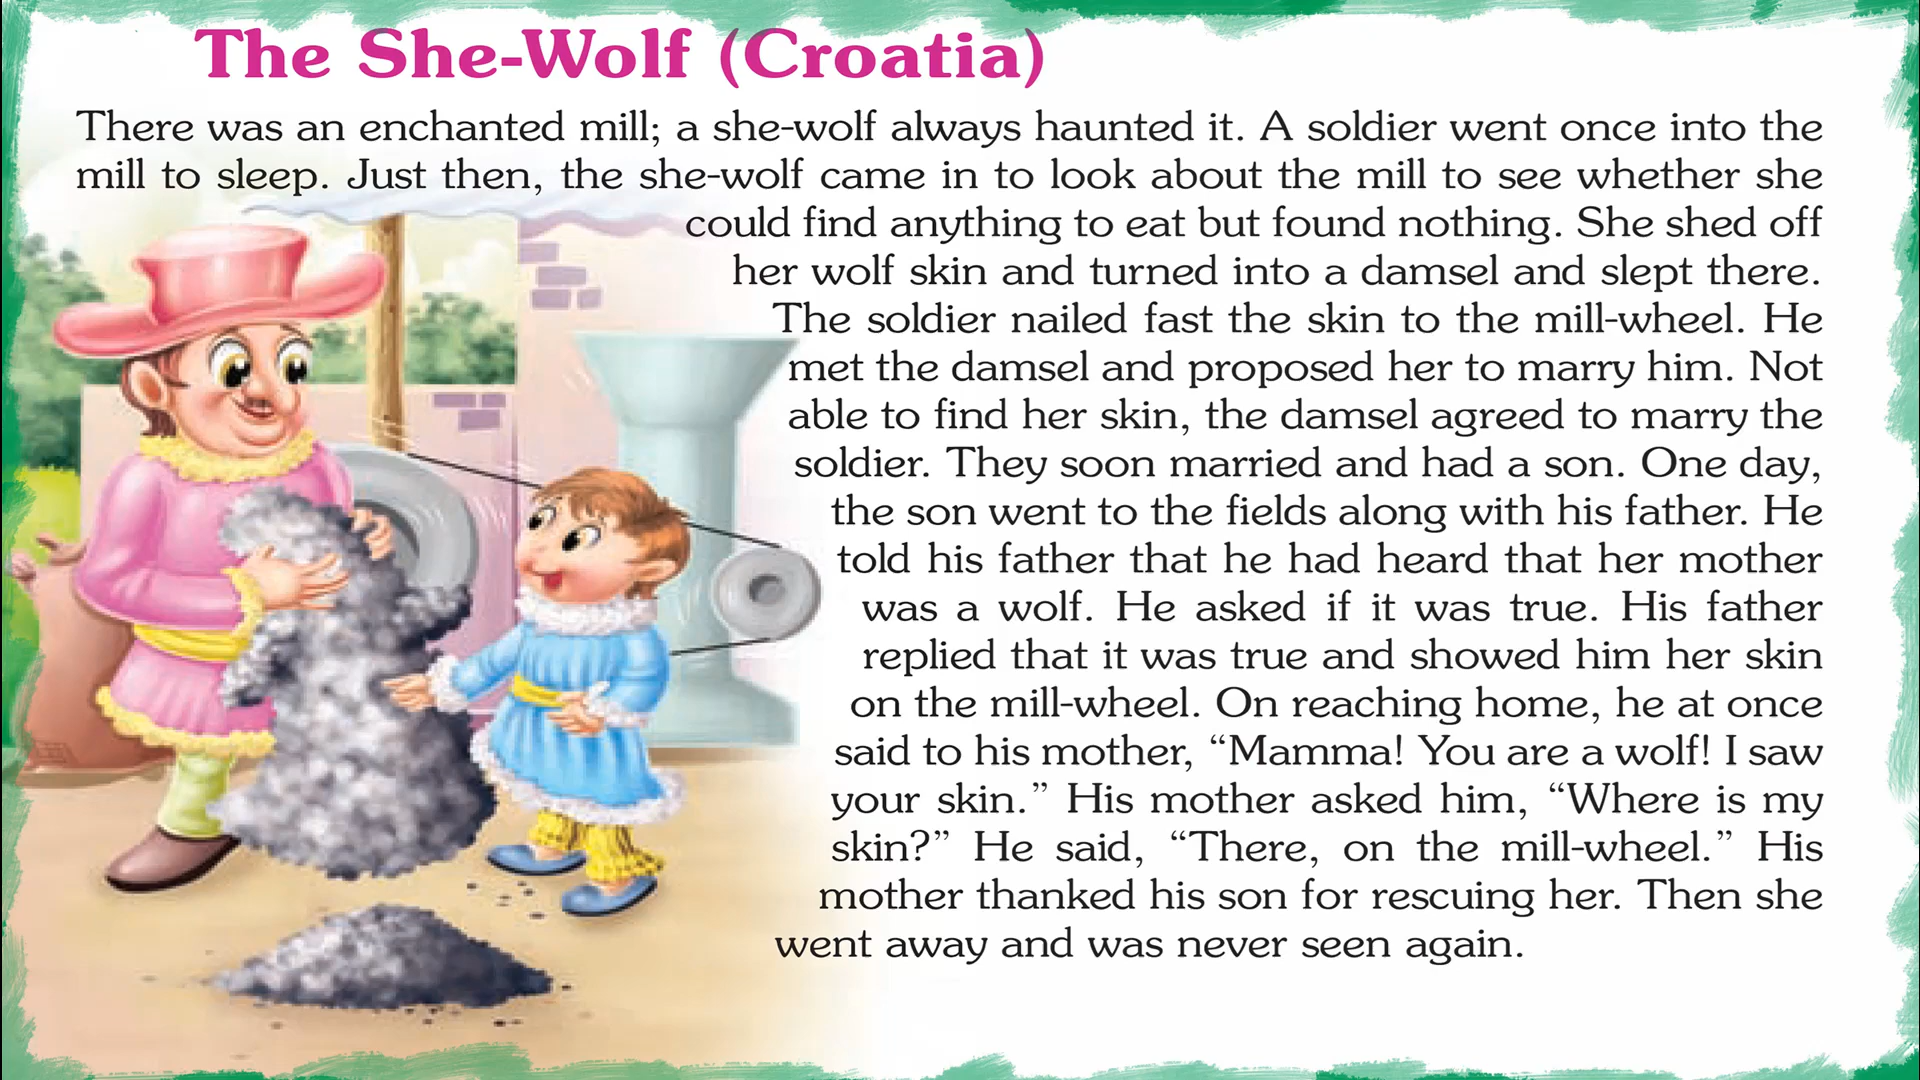 The She-Wolf (Croatia)
There was an enchanted mill; a she-wolf always haunted it. A soldier went once into the
mill to sleep. Just then, the she-wolf came in to look about the mill to see whether she
could find anything to eat but found nothing. She shed off
her wolf skin and turned into a damsel and slept there.
The soldier nailed fast the skin to the mill-wheel. He
met the damsel and proposed her to marry him. Not
able to find her skin, the damsel agreed to marry the
soldier. They soon married and had a son. One day,
the son went to the fields along with his father. He
told his father that he had heard that her mother
was a wolf. He asked if it was true. His father
replied that it was true and showed him her skin
on the mill-wheel. On reaching home, he at once
said to his mother, “Mamma! You are a wolf! I saw
your skin.” His mother asked him, “Where is my
skin?” He said, “There, on the mill-wheel.” His
mother thanked his son for rescuing her. Then she
went away and was never seen again.